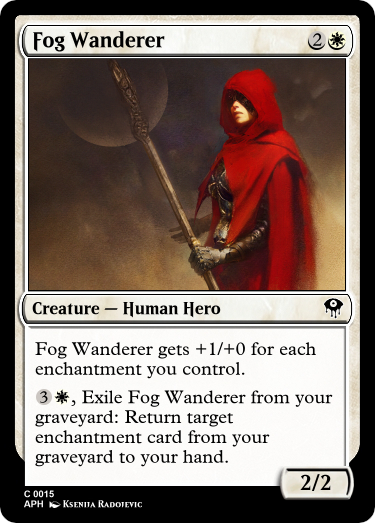 Fog Wanderer 2
Creature — Human Hero
Fog Wanderer gets +1/+0 for each
enchantment you control.
3, Exile Fog Wanderer from your
graveyard: Return target
enchantment card from your
graveyard to your hand.
2/2
C 0015
APH Ksenija Radojevic